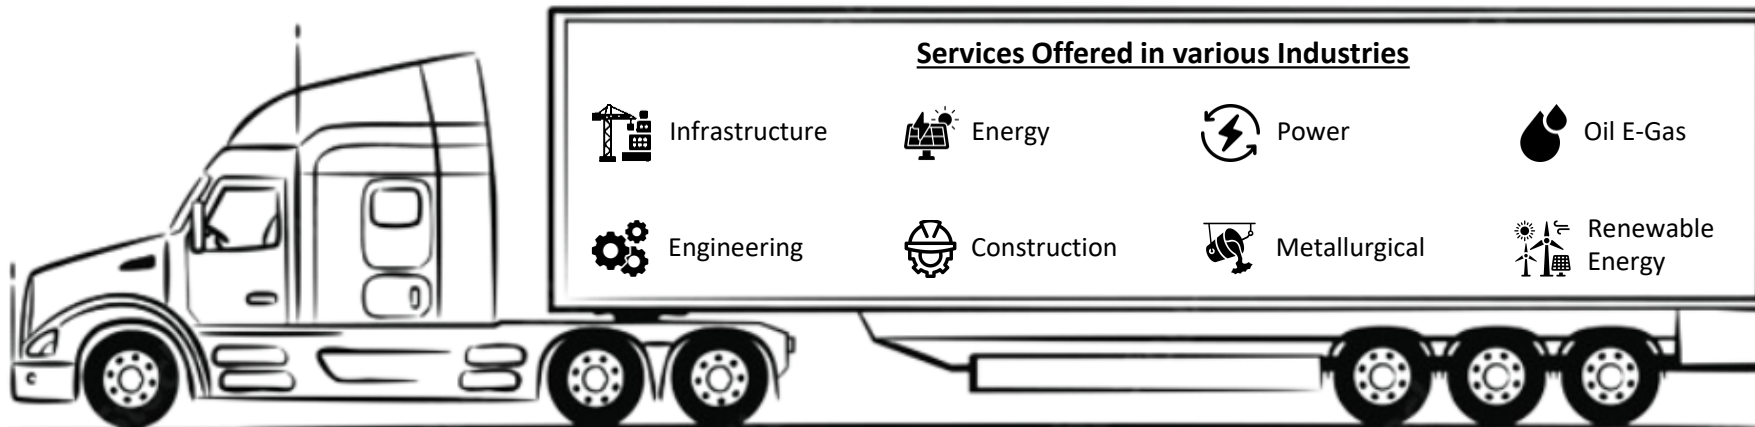 Services Offered in various Industries
Infrastructure
Energy
Power
Oil E-Gas
Engineering
Construction
Metallurgical
Renewable
Energy